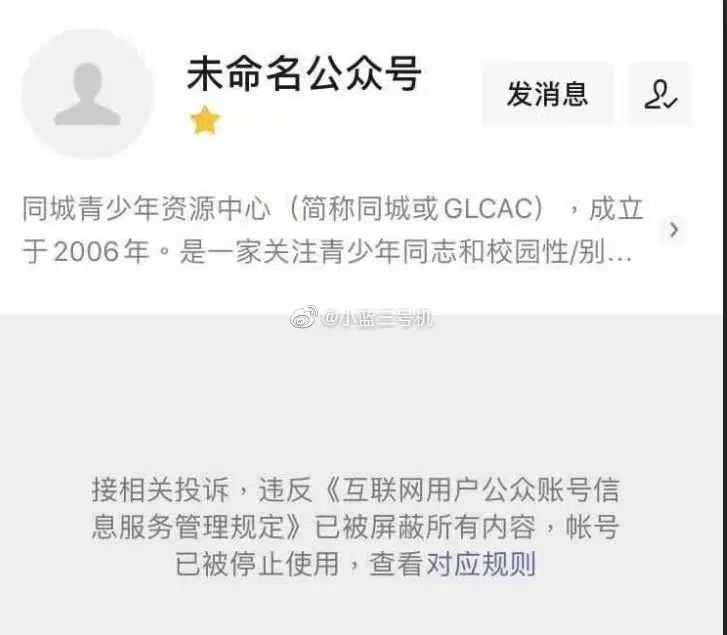 未命名公众号
发消息
同城青少年资源中心（简称同城或GLCAC），成立
于2006年。是一家关注青少年同志和校园性/别...
@小蓝三号机
接相关投诉，违反《互联网用户公众账号信
息服务管理规定》已被屏蔽所有内容，帐号
已被停止使用，查看对应规则